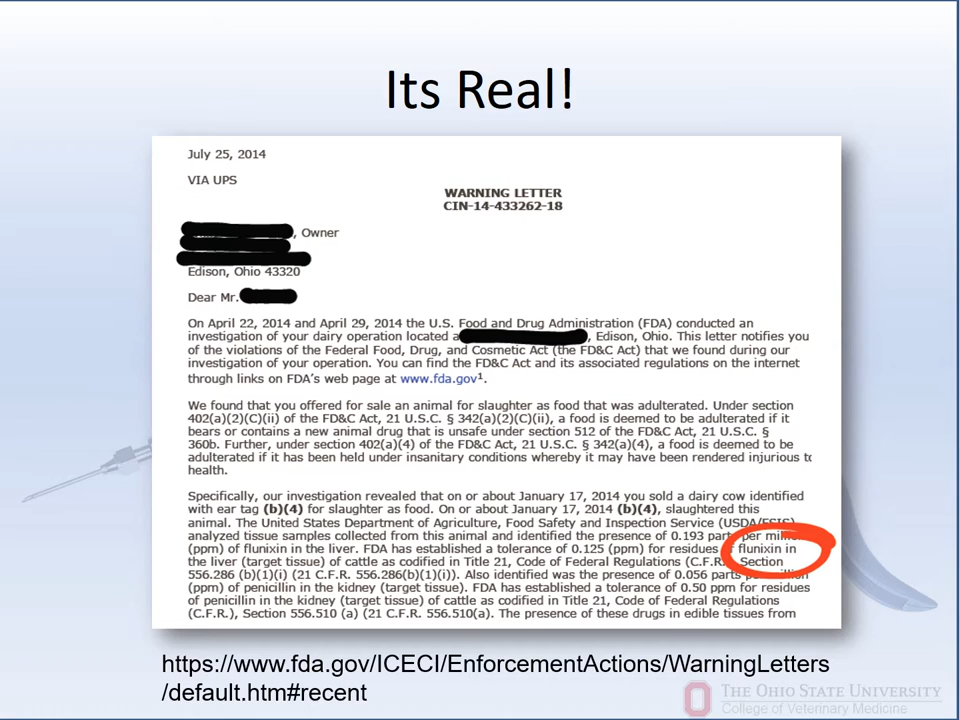 Its Real!
July 25, 2014
VIA UPS
WARNING LETTER
CIN-14-433262-18
, Owner
Edison, Ohio 43320
Dear Mr.
On April 22, 2014 and April 29, 2014 the U.S. Food and Drug Administration (FDA) conducted an
investigation of your dairy operation located a , Edison, Ohio. This letter notifies you
of the violations of the Federal Food, Drug, and Cosmetic Act (the FD&C Act) that we found during our
investigation of your operation. You can find the FD&C Act and its associated regulations on the internet
through links on FDA's web page at www.fda.gov¹.
We found that you offered for sale an animal for slaughter as food that was adulterated. Under section
402(a)(2)(C)(ii) of the FD&C Act, 21 U.S.C. § 342(a)(2)(C)(ii), a food is deemed to be adulterated if it
bears or contains a new animal drug that is unsafe under section 512 of the FD&C Act, 21 U.S.C. §
360b. Further, under section 402(a)(4) of the FD&C Act, 21 U.S.C. § 342(a)(4), a food is deemed to be
adulterated if it has been held under insanitary conditions whereby it may have been rendered injurious to
health.
Specifically, our investigation revealed that on or about January 17, 2014 you sold a dairy cow identified
with ear tag (b)(4) for slaughter as food. On or about January 17, 2014 (b)(4), slaughtered this
animal. The United States Department of Agriculture, Food Safety and Inspection Service (USDA/FSIS)
analyzed tissue samples collected from this animal and identified the presence of 0.193 parts per million
(ppm) of flunixin in the liver. FDA has established a tolerance of 0.125 (ppm) for residues of flunixin in
the liver (target tissue) of cattle as codified in Title 21, Code of Federal Regulations (C.F.R.), Section
556.286 (b)(1)(i) (21 C.F.R. 556.286(b)(1)(i)). Also identified was the presence of 0.056 parts per million
(ppm) of penicillin in the kidney (target tissue). FDA has established a tolerance of 0.50 ppm for residues
of penicillin in the kidney (target tissue) of cattle as codified in Title 21, Code of Federal Regulations
(C.F.R.), Section 556.510 (a) (21 C.F.R. 556.510(a). The presence of these drugs in edible tissues from
https://www.fda.gov/ICECI/EnforcementActions/WarningLetters
/default.htm#recent
THE OHIO STATE UNIVERSITY
College of Veterinary Medicine